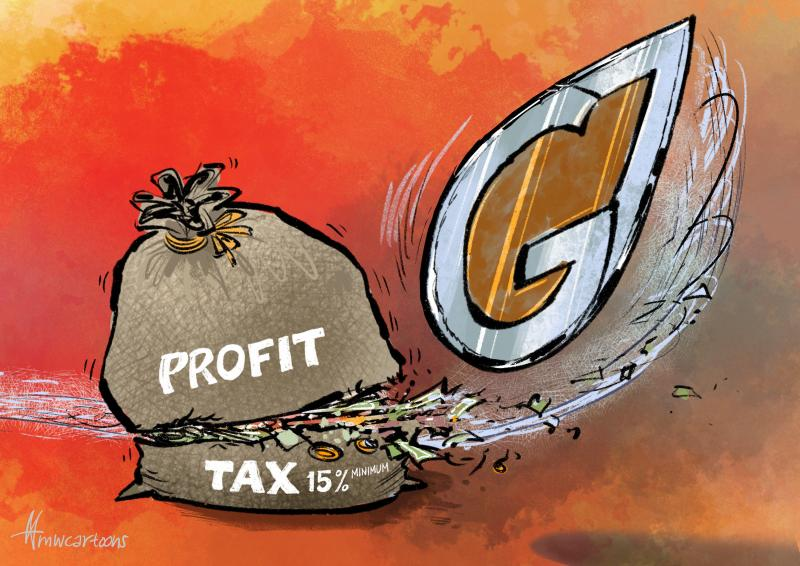 G
PROFIT
TAX 15% MINIMUM
mwcartoons